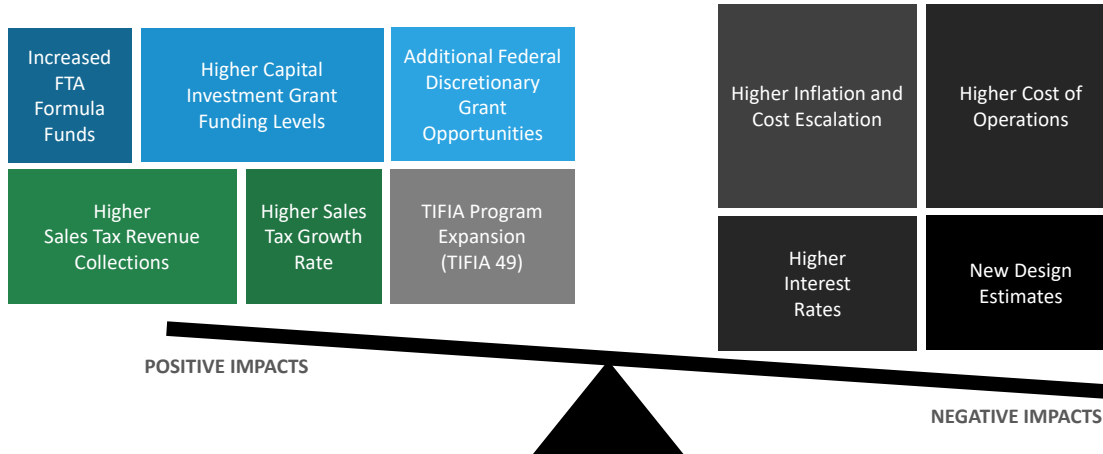 Increased
FTA
Formula
Funds
Higher Capital
Investment Grant
Funding Levels
Additional Federal
Discretionary
Grant
Opportunities
Higher
Sales Tax Revenue
Collections
Higher Sales
Tax Growth
Rate
TIFIA Program
Expansion
(TIFIA 49)
Higher Inflation and
Cost Escalation
Higher Cost of
Operations
Higher
Interest
Rates
New Design
Estimates
POSITIVE IMPACTS
NEGATIVE IMPACTS